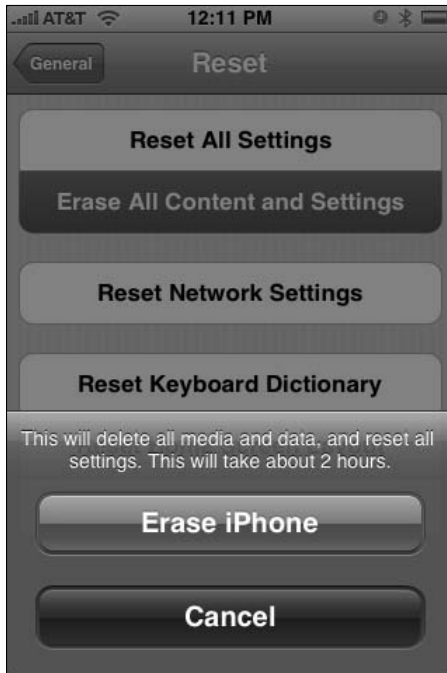 AT&T 12:11 PM
General Reset
Reset All Settings
Erase All Content and Settings
Reset Network Settings
Reset Keyboard Dictionary
This will delete all media and data, and reset all
settings. This will take about 2 hours.
Erase iPhone
Cancel